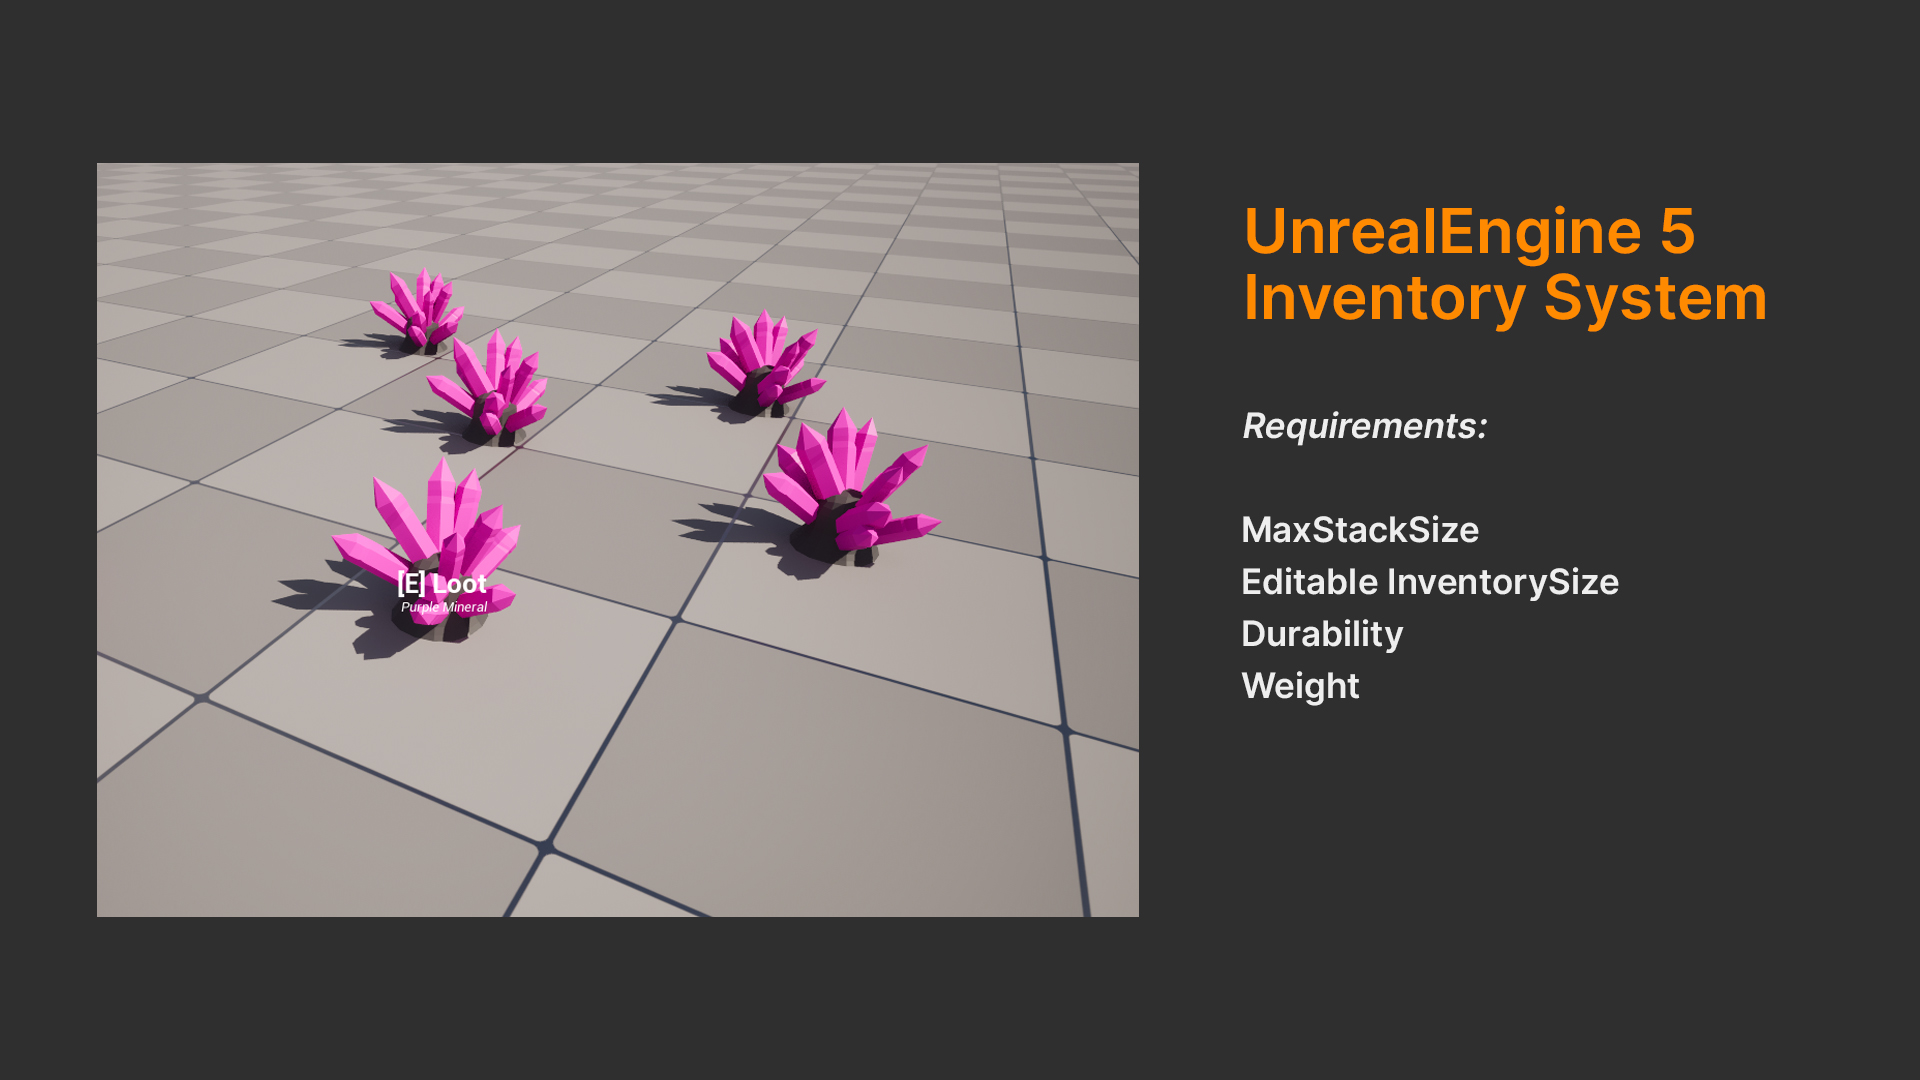 UnrealEngine 5
Inventory System
Requirements:
MaxStackSize
Editable InventorySize
Durability
Weight
[E] Loot
Purple Mineral